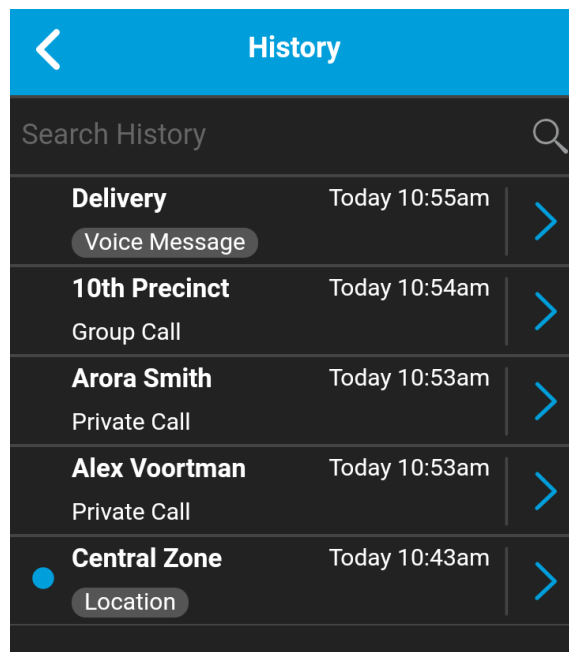 History
Search History
Delivery Today 10:55am
Voice Message
10th Precinct Today 10:54am
Group Call
Arora Smith Today 10:53am
Private Call
Alex Voortman Today 10:53am
Private Call
Central Zone Today 10:43am
Location